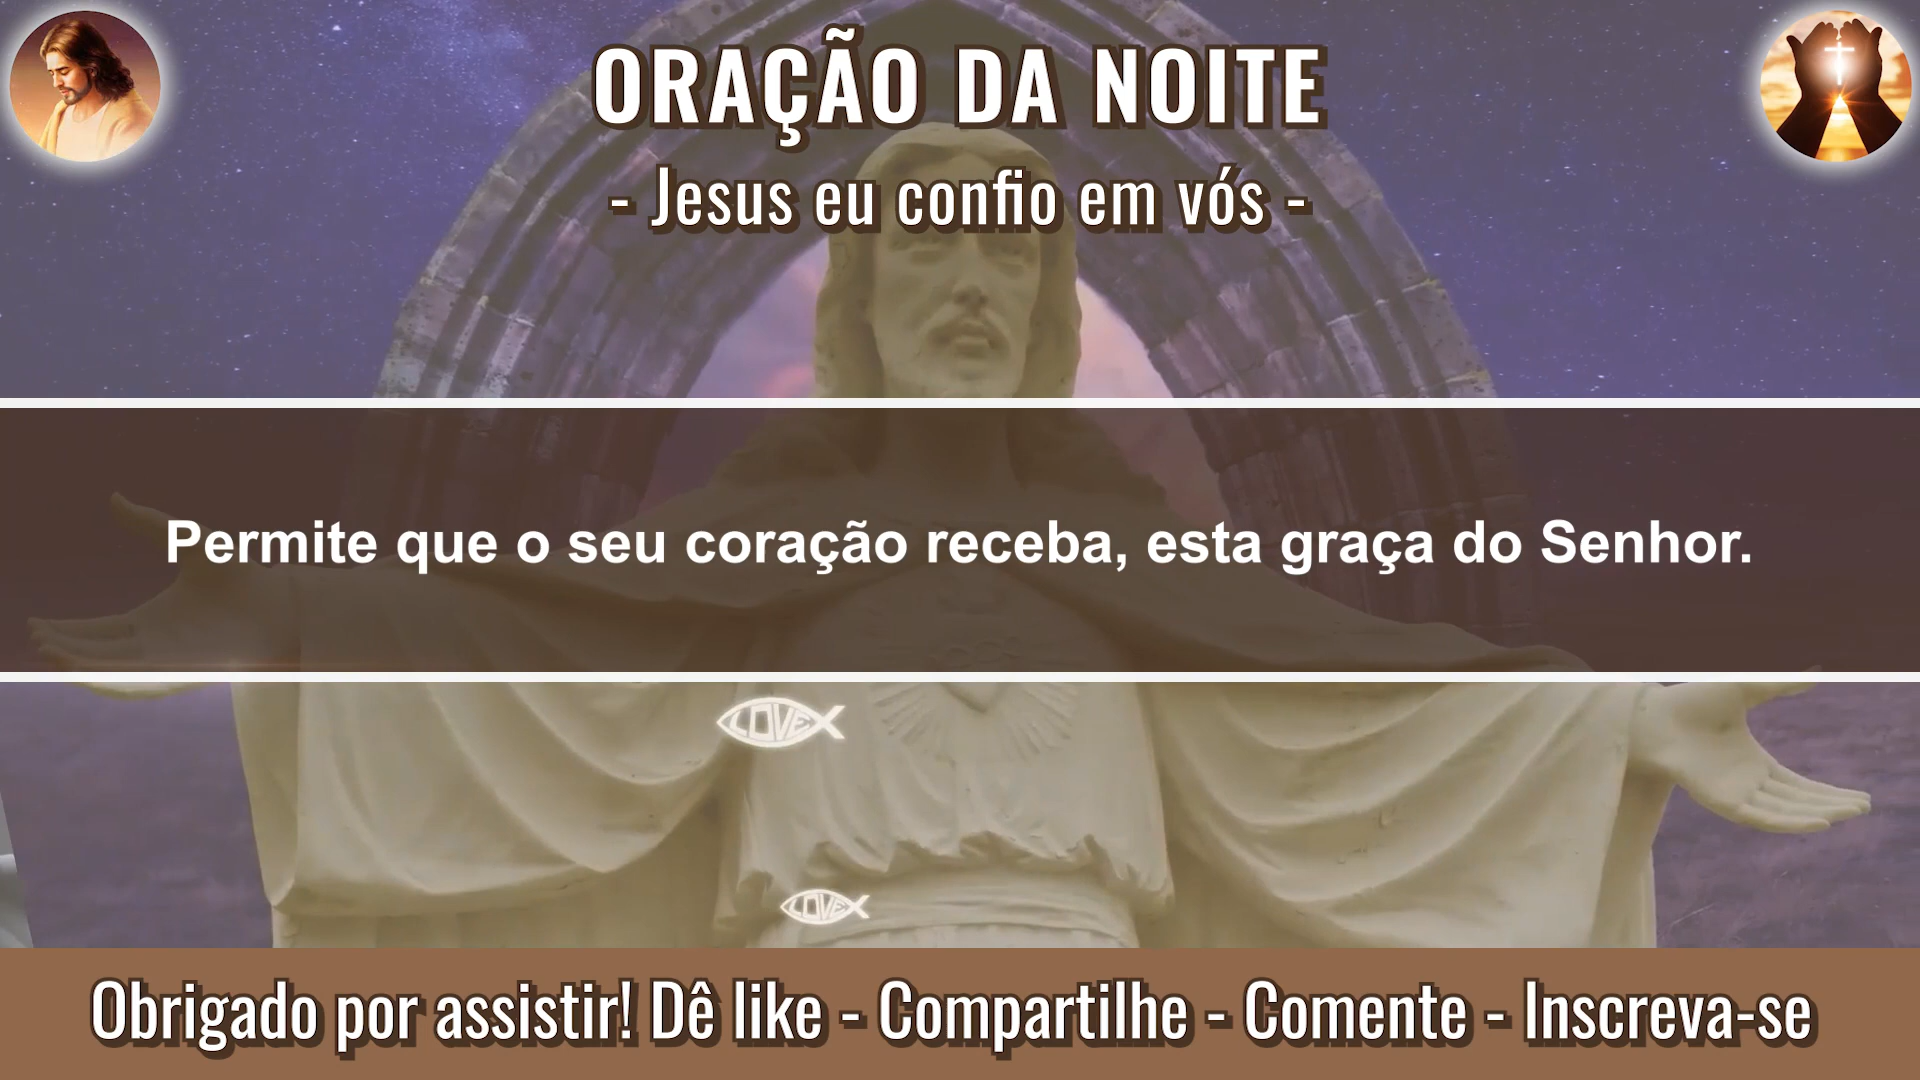 ORAÇÃO DA NOITE
- Jesus eu confio em vós -
Permite que o seu coração receba, esta graça do Senhor.
LOVE
LOVE
Obrigado por assistir! Dê like - Compartilhe - Comente - Inscreva-se